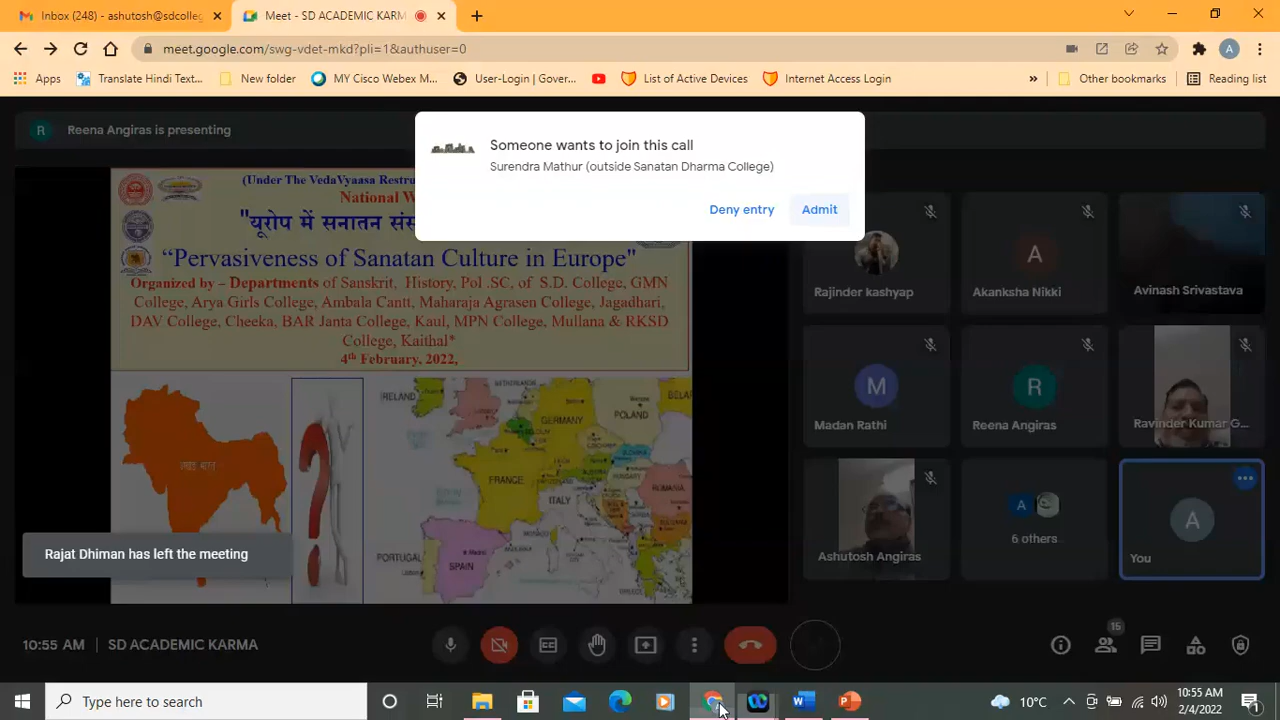 Inbox (248) - ashutosh@sdcolleg
Meet - SD ACADEMIC KARMA
meet.google.com/swg-vdet-mkd?pli=1&authuser=0
A
Apps
Translate Hindi Text...
New folder
MY Cisco Webex M...
User-Login | Gover...
List of Active Devices
Internet Access Login
»
Other bookmarks
Reading list
R
Reena Angiras is presenting
Someone wants to join this call
Surendra Mathur (outside Sanatan Dharma College)
Deny entry
Admit
(Under The VedaVyaasa Restru
National W
"यूरोप में सनातन संस
“Pervasiveness of Sanatan Culture in Europe"
Organized by – Departments of Sanskrit, History, Pol .SC, of S.D. College, GMN
College, Arya Girls College, Ambala Cantt, Maharaja Agrasen College, Jagadhari,
DAV College, Cheeka, BAR Janta College, Kaul, MPN College, Mullana & RKSD
College, Kaithal*
4th February, 2022,
IRELAND
GERMANY
POLAND
BELAR
FRANCE
ROMANIA
ITALY
PORTUGAL
SPAIN
Rajat Dhiman has left the meeting
Rajinder kashyap
A
Akanksha Nikki
Avinash Srivastava
M
Madan Rathi
R
Reena Angiras
Ravinder Kumar G...
Ashutosh Angiras
A
6 others
A
You
10:55 AM | SD ACADEMIC KARMA
15
Type here to search
10°C
10:55 AM
2/4/2022
1